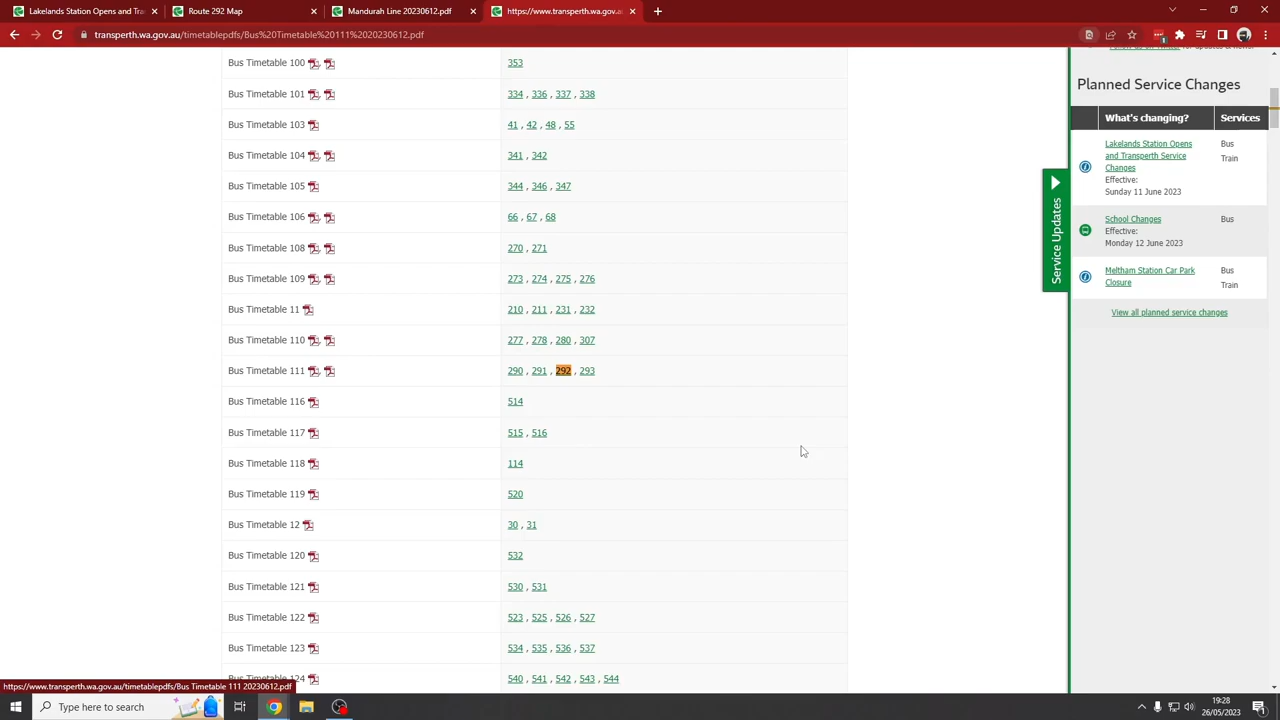 Lakelands Station Opens and Tra
Route 292 Map
Mandurah Line 20230612.pdf
https://www.transperth.wa.gov.au/
transperth.wa.gov.au/timetablepdfs/Bus%20Timetable%20111%2020230612.pdf
Bus Timetable 100 353
Bus Timetable 101 334 , 336 , 337 , 338
Bus Timetable 103 41 , 42 , 48 , 55
Bus Timetable 104 341 , 342
Bus Timetable 105 344 , 346 , 347
Bus Timetable 106 66 , 67 , 68
Bus Timetable 108 270 , 271
Bus Timetable 109 273 , 274 , 275 , 276
Bus Timetable 11 210 , 211 , 231 , 232
Bus Timetable 110 277 , 278 , 280 , 307
Bus Timetable 111 290 , 291 , 292 , 293
Bus Timetable 116 514
Bus Timetable 117 515 , 516
Bus Timetable 118 114
Bus Timetable 119 520
Bus Timetable 12 30 , 31
Bus Timetable 120 532
Bus Timetable 121 530 , 531
Bus Timetable 122 523 , 525 , 526 , 527
Bus Timetable 123 534 , 535 , 536 , 537
124 540 , 541 , 542 , 543 , 544
Service Updates
Planned Service Changes
What's changing? Services
Lakelands Station Opens Bus
and Transperth Service Train
Changes
Effective:
Sunday 11 June 2023
School Changes Bus
Effective:
Monday 12 June 2023
Meltham Station Car Park Bus
Closure Train
View all planned service changes
https://www.transperth.wa.gov.au/timetablepdfs/Bus Timetable 111 20230612.pdf
Type here to search
19:28
26/05/2023